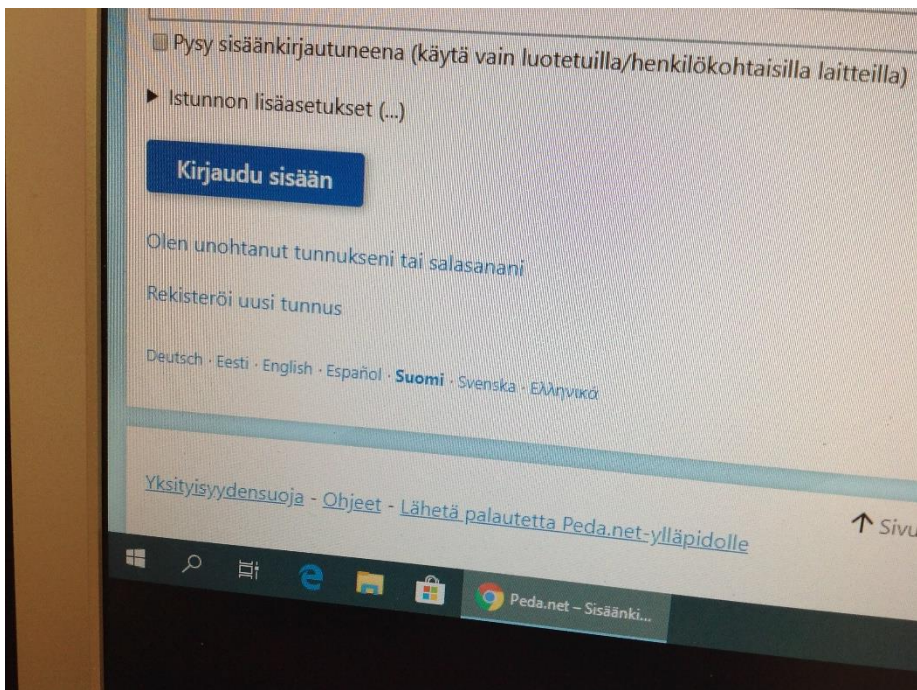 Pysy sisäänkirjautuneena (käytä vain luotetuilla/henkilökohtaisilla laitteilla)
▶ Istunnon lisäasetukset (...)
Kirjaudu sisään
Olen unohtanut tunnukseni tai salasanani
Rekisteröi uusi tunnus
Deutsch · Eesti · English · Español · Suomi · Svenska · Ελληνικά
Yksityisyydensuoja - Ohjeet - Lähetä palautetta Peda.net-ylläpidolle
↑ Sivu
Peda.net – Sisäänki...